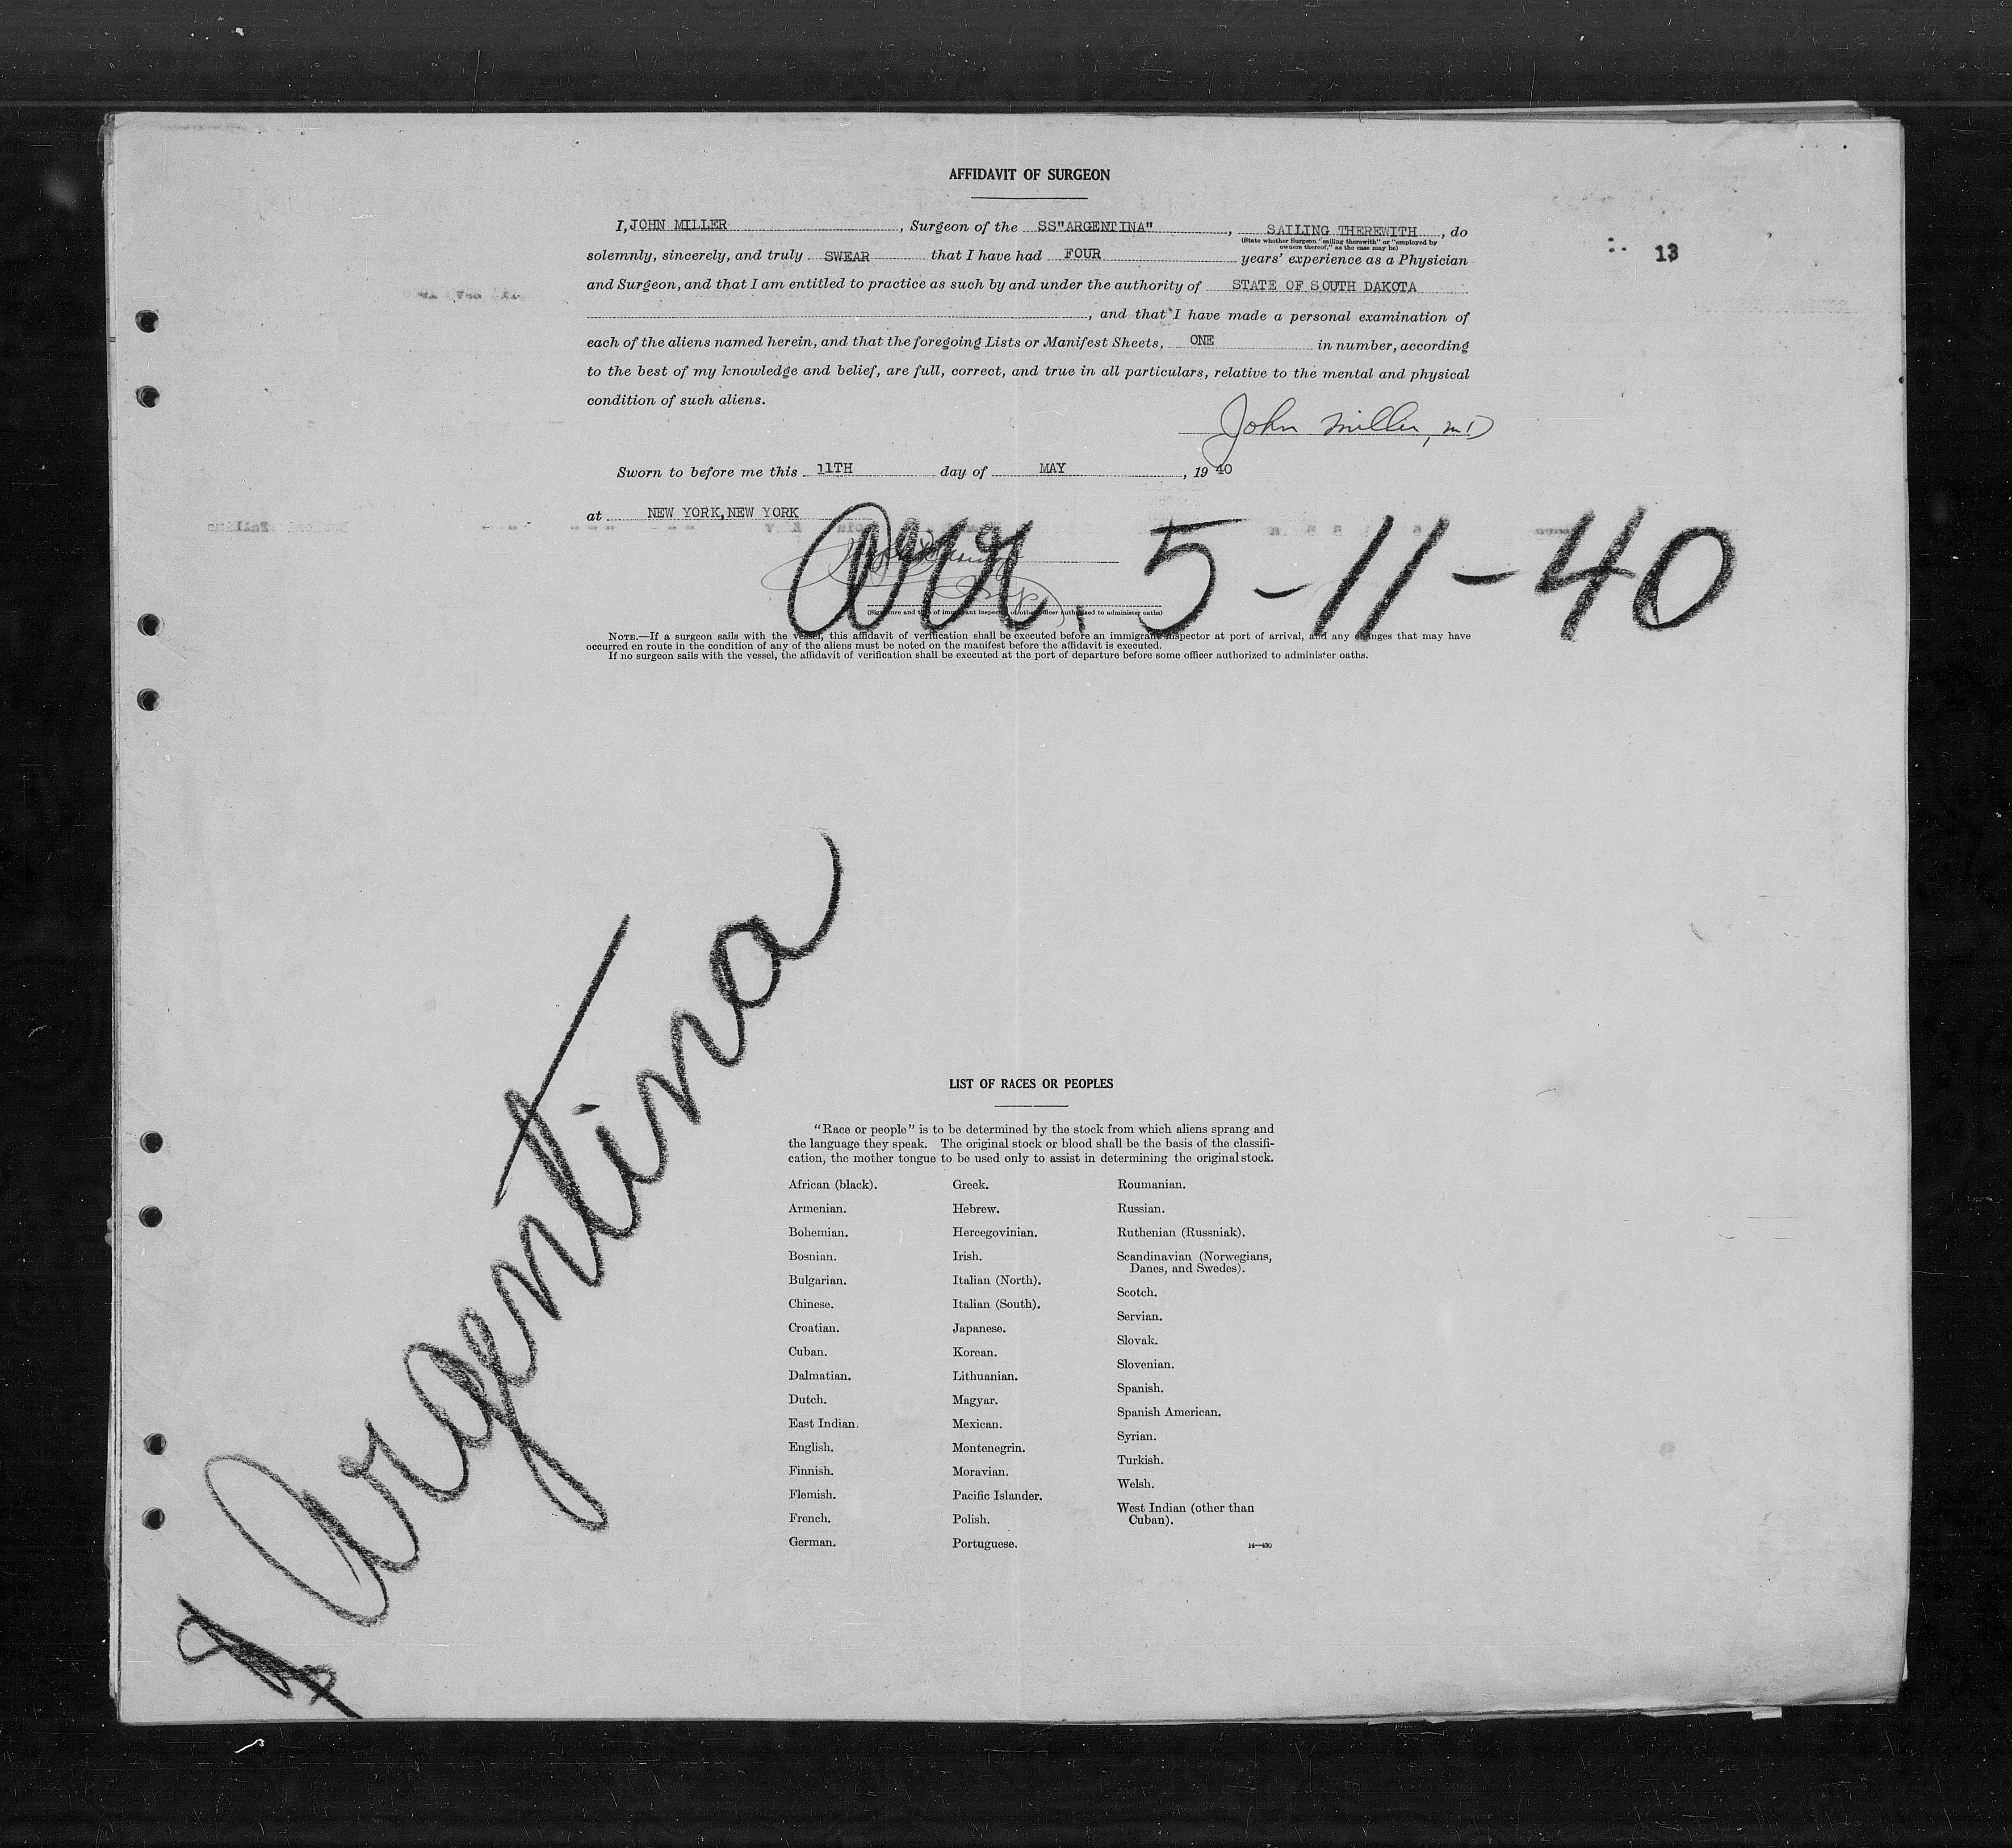 AFFIDAVIT OF SURGEON
I, JOHN MILLER, Surgeon of the SS"ARGENTINA", SAILING THEREWITH, do
(State whether Surgeon "sailing therewith" or "employed by
owners thereof," as the case may be)
13
solemnly, sincerely, and truly SWEAR that I have had FOUR years' experience as a Physician
and Surgeon, and that I am entitled to practice as such by and under the authority of STATE OF SOUTH DAKOTA
, and that I have made a personal examination of
each of the aliens named herein, and that the foregoing Lists or Manifest Sheets, ONE in number, according
to the best of my knowledge and belief, are full, correct, and true in all particulars, relative to the mental and physical
condition of such aliens.
John Miller, MD
Sworn to before me this 11TH day of MAY, 19 40
at NEW YORK, NEW YORK
arr. 5-11-40
(Signature and title of immigrant inspector or other officer authorized to administer oaths)
NOTE.—If a surgeon sails with the vessel, this affidavit of verification shall be executed before an immigrant inspector at port of arrival, and any changes that may have
occurred en route in the condition of any of the aliens must be noted on the manifest before the affidavit is executed.
If no surgeon sails with the vessel, the affidavit of verification shall be executed at the port of departure before some officer authorized to administer oaths.
Argentina
LIST OF RACES OR PEOPLES
"Race or people" is to be determined by the stock from which aliens sprang and
the language they speak. The original stock or blood shall be the basis of the classifi-
cation, the mother tongue to be used only to assist in determining the original stock.
African (black).
Armenian.
Bohemian.
Bosnian.
Bulgarian.
Chinese.
Croatian.
Cuban.
Dalmatian.
Dutch.
East Indian.
English.
Finnish.
Flemish.
French.
German.
Greek.
Hebrew.
Hercegovinian.
Irish.
Italian (North).
Italian (South).
Japanese.
Korean.
Lithuanian.
Magyar.
Mexican.
Montenegrin.
Moravian.
Pacific Islander.
Polish.
Portuguese.
Roumanian.
Russian.
Ruthenian (Russniak).
Scandinavian (Norwegians,
Danes, and Swedes).
Scotch.
Servian.
Slovak.
Slovenian.
Spanish.
Spanish American.
Syrian.
Turkish.
Welsh.
West Indian (other than
Cuban).
14—430